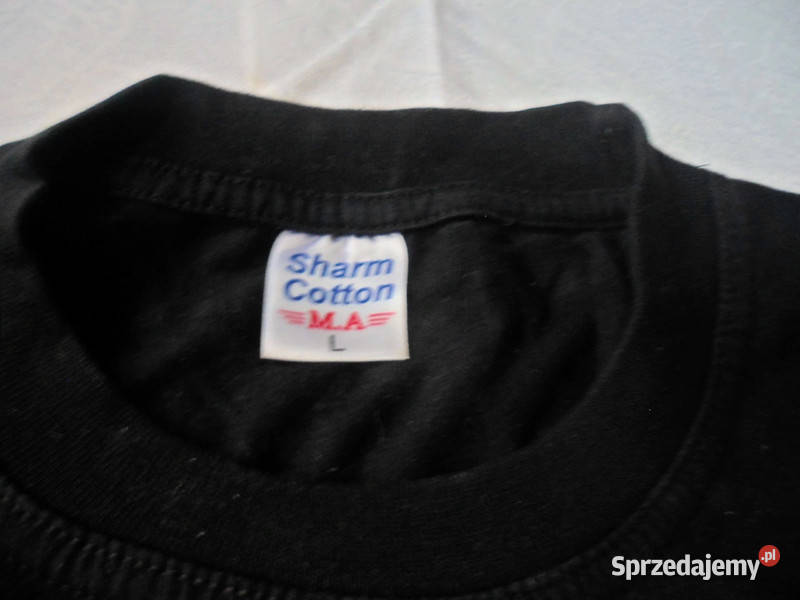 Sharm
Cotton
M.A
L
Sprzedajemy.pl